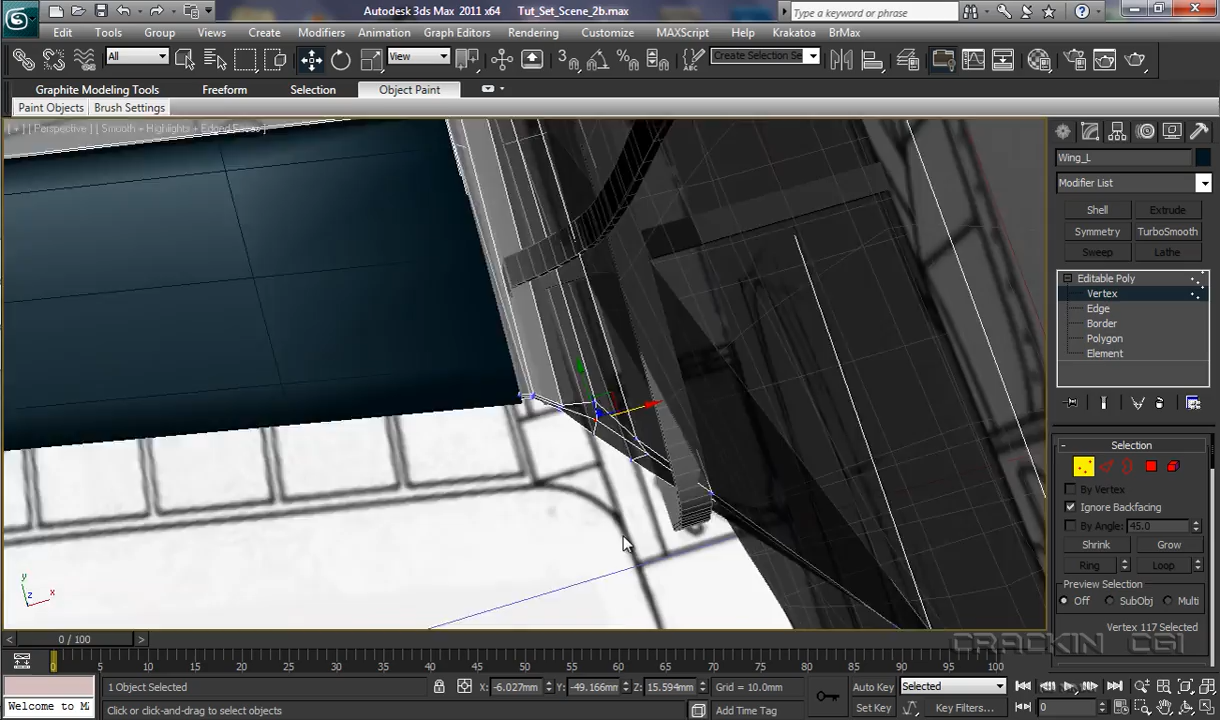 Autodesk 3ds Max 2011 x64 Tut_Set_Scene_2b.max
Type a keyword or phrase
Edit Tools Group Views Create Modifiers Animation Graph Editors Rendering Customize MAXScript Help Krakatoa BrMax
All View Create Selection Se
Graphite Modeling Tools Freeform Selection Object Paint
Paint Objects Brush Settings
[ + ] [ Perspective ] [ Smooth + Highlights + Edged Faces ]
Wing_L
Modifier List
Shell Extrude
Symmetry TurboSmooth
Sweep Lathe
Editable Poly
Vertex
Edge
Border
Polygon
Element
Selection
By Vertex
Ignore Backfacing
By Angle: 45.0
Shrink Grow
Ring Loop
Preview Selection
Off SubObj Multi
Vertex 117 Selected
CRACKIN CGI
y
z x
0 / 100
0 5 10 15 20 25 30 35 40 45 50 55 60 65 70 75 80 85 90 95 100
1 Object Selected X: -6.027mm Y: -49.166mm Z: 15.594mm Grid = 10.0mm Auto Key Selected
Welcome to MA Click or click-and-drag to select objects Add Time Tag Set Key Key Filters... 0